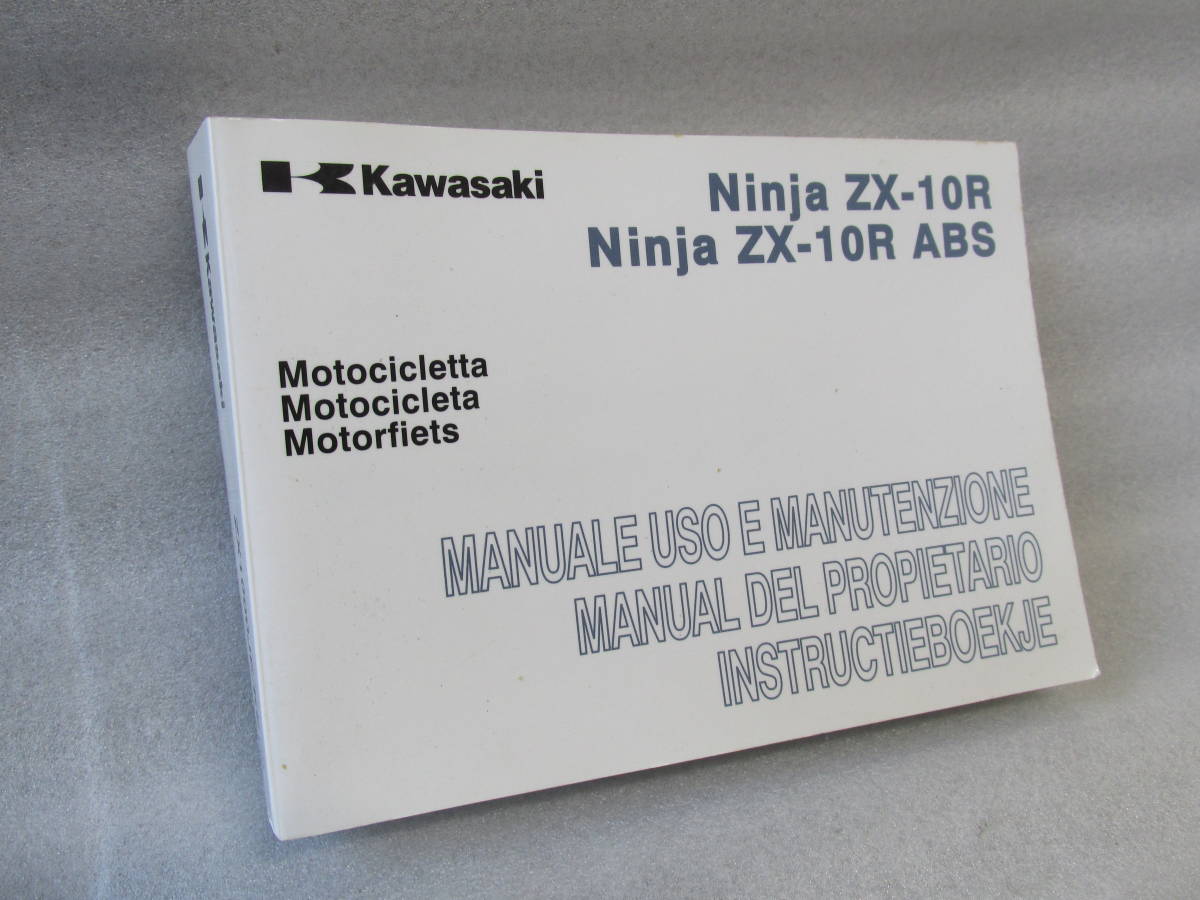 Kawasaki
Ninja ZX-10R
Ninja ZX-10R ABS
Motocicletta
Motocicleta
Motorfiets
MANUALE USO E MANUTENZIONE
MANUAL DEL PROPIETARIO
INSTRUCTIEBOEKJE
Kawasaki